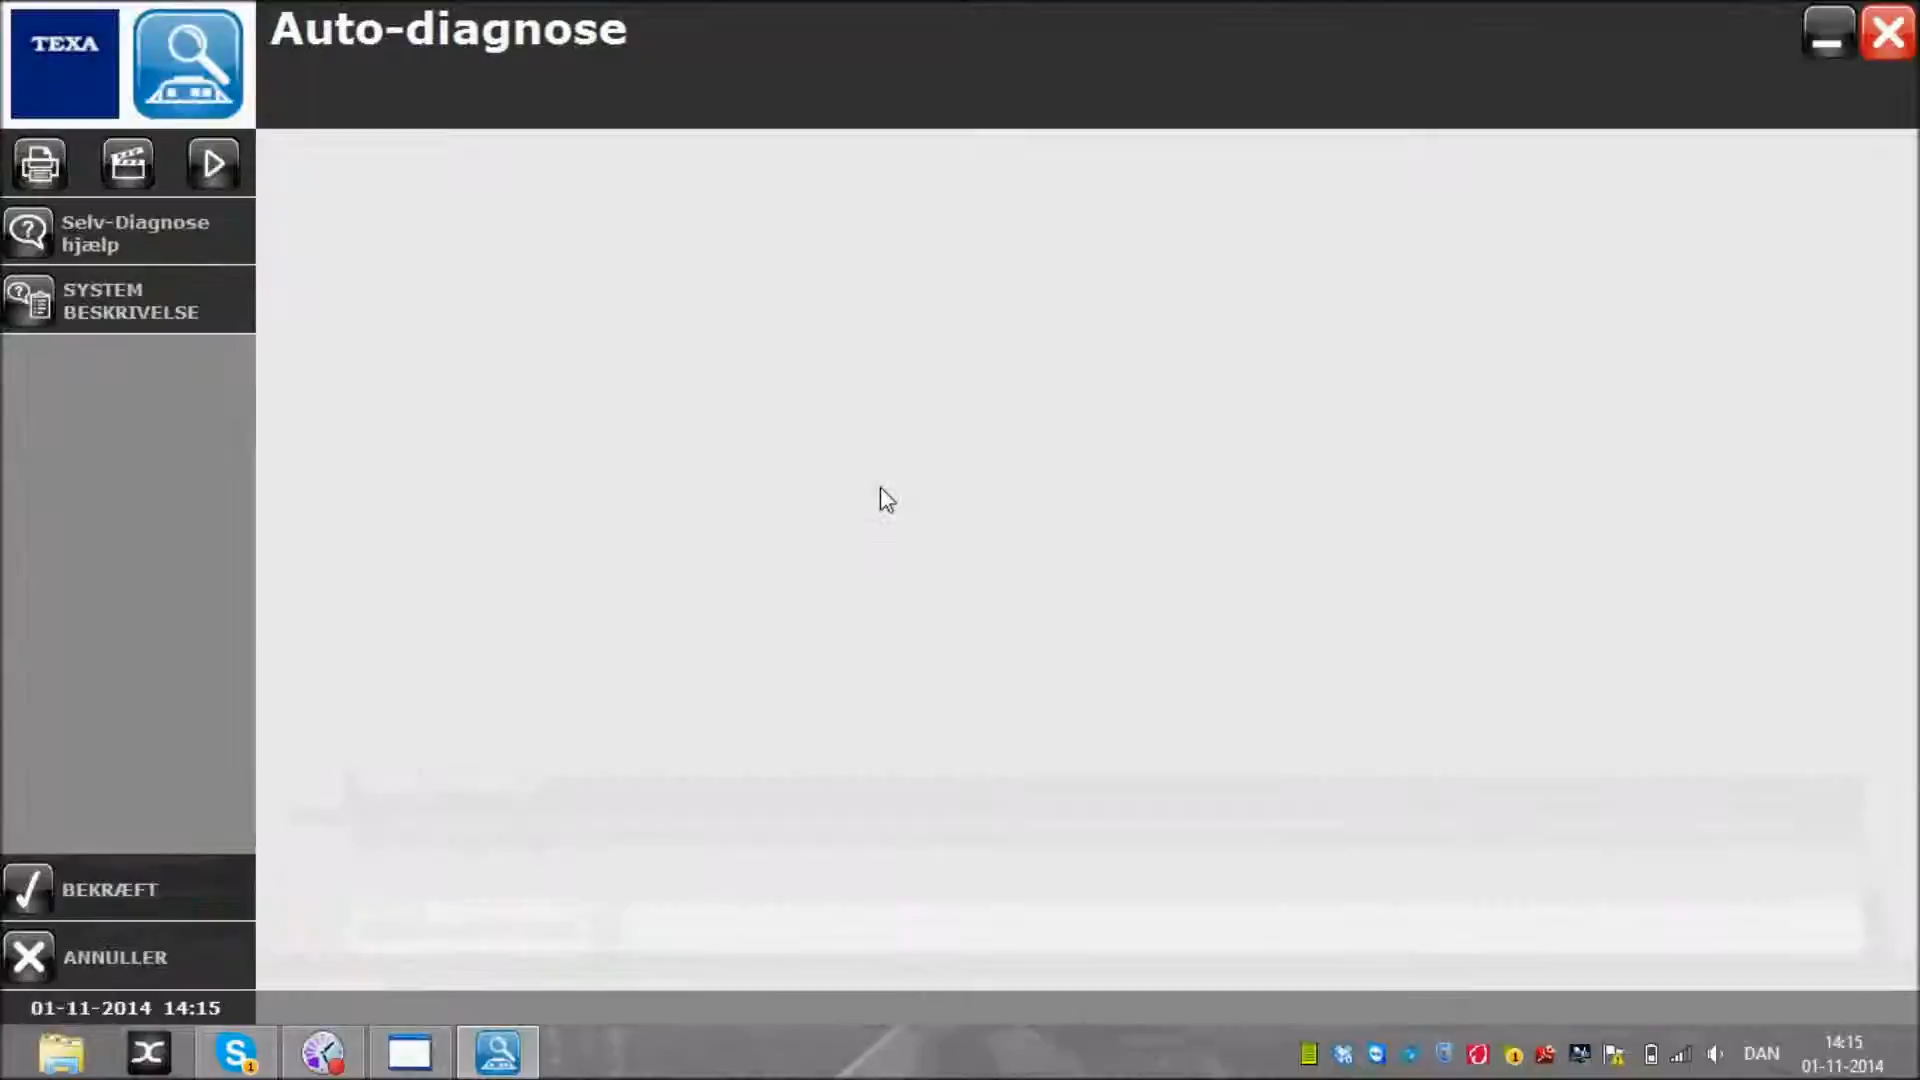 TEXA
Auto-diagnose
Selv-Diagnose
hjælp
SYSTEM
BESKRIVELSE
BEKRÆFT
ANNULLER
01-11-2014 14:15
DAN
14:15
01-11-2014